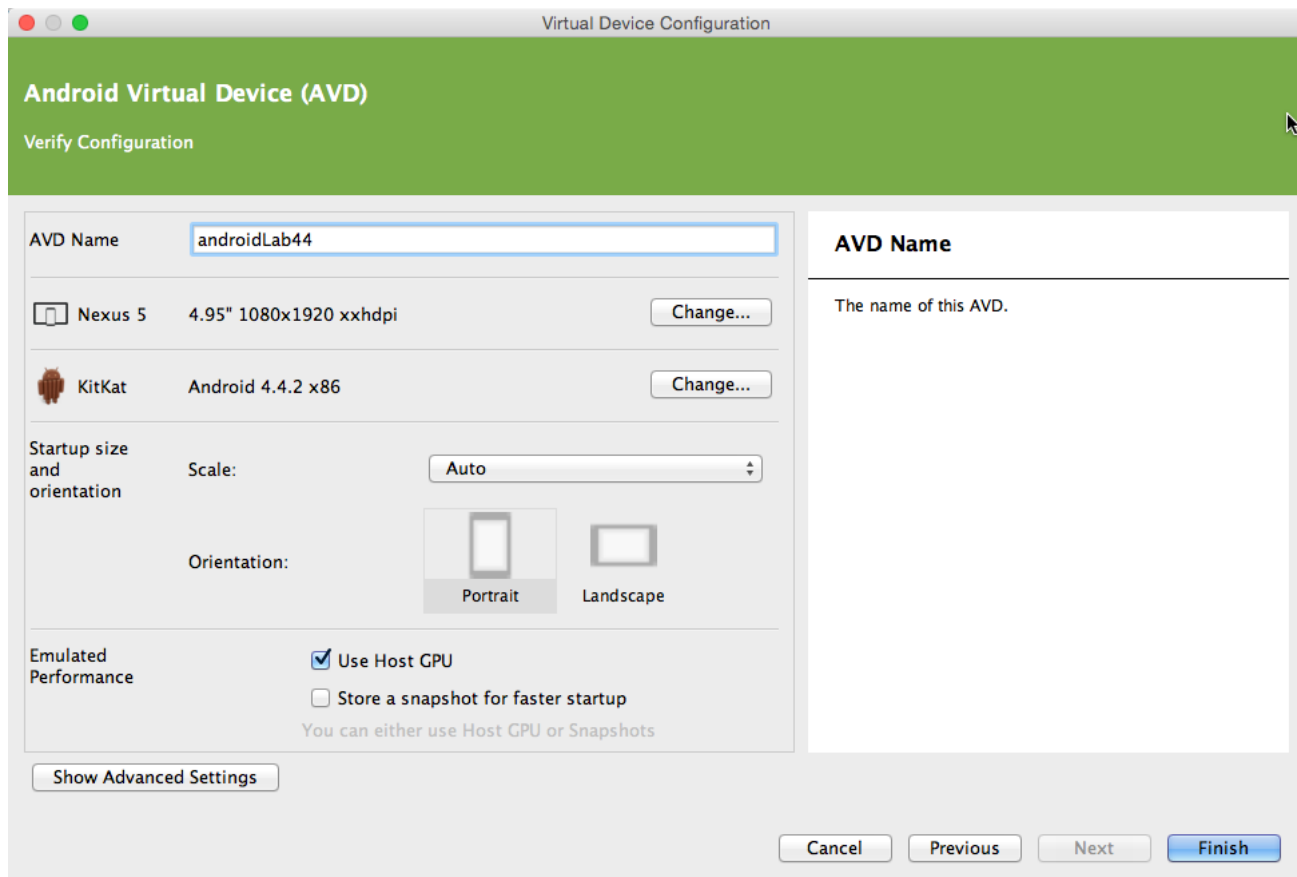 Virtual Device Configuration
Android Virtual Device (AVD)
Verify Configuration
AVD Name
androidLab44
Nexus 5
4.95" 1080x1920 xxhdpi
Change...
KitKat
Android 4.4.2 x86
Change...
Startup size
and
orientation
Scale:
Auto
Orientation:
Portrait
Landscape
Emulated
Performance
Use Host GPU
Store a snapshot for faster startup
You can either use Host GPU or Snapshots
AVD Name
The name of this AVD.
Show Advanced Settings
Cancel
Previous
Next
Finish